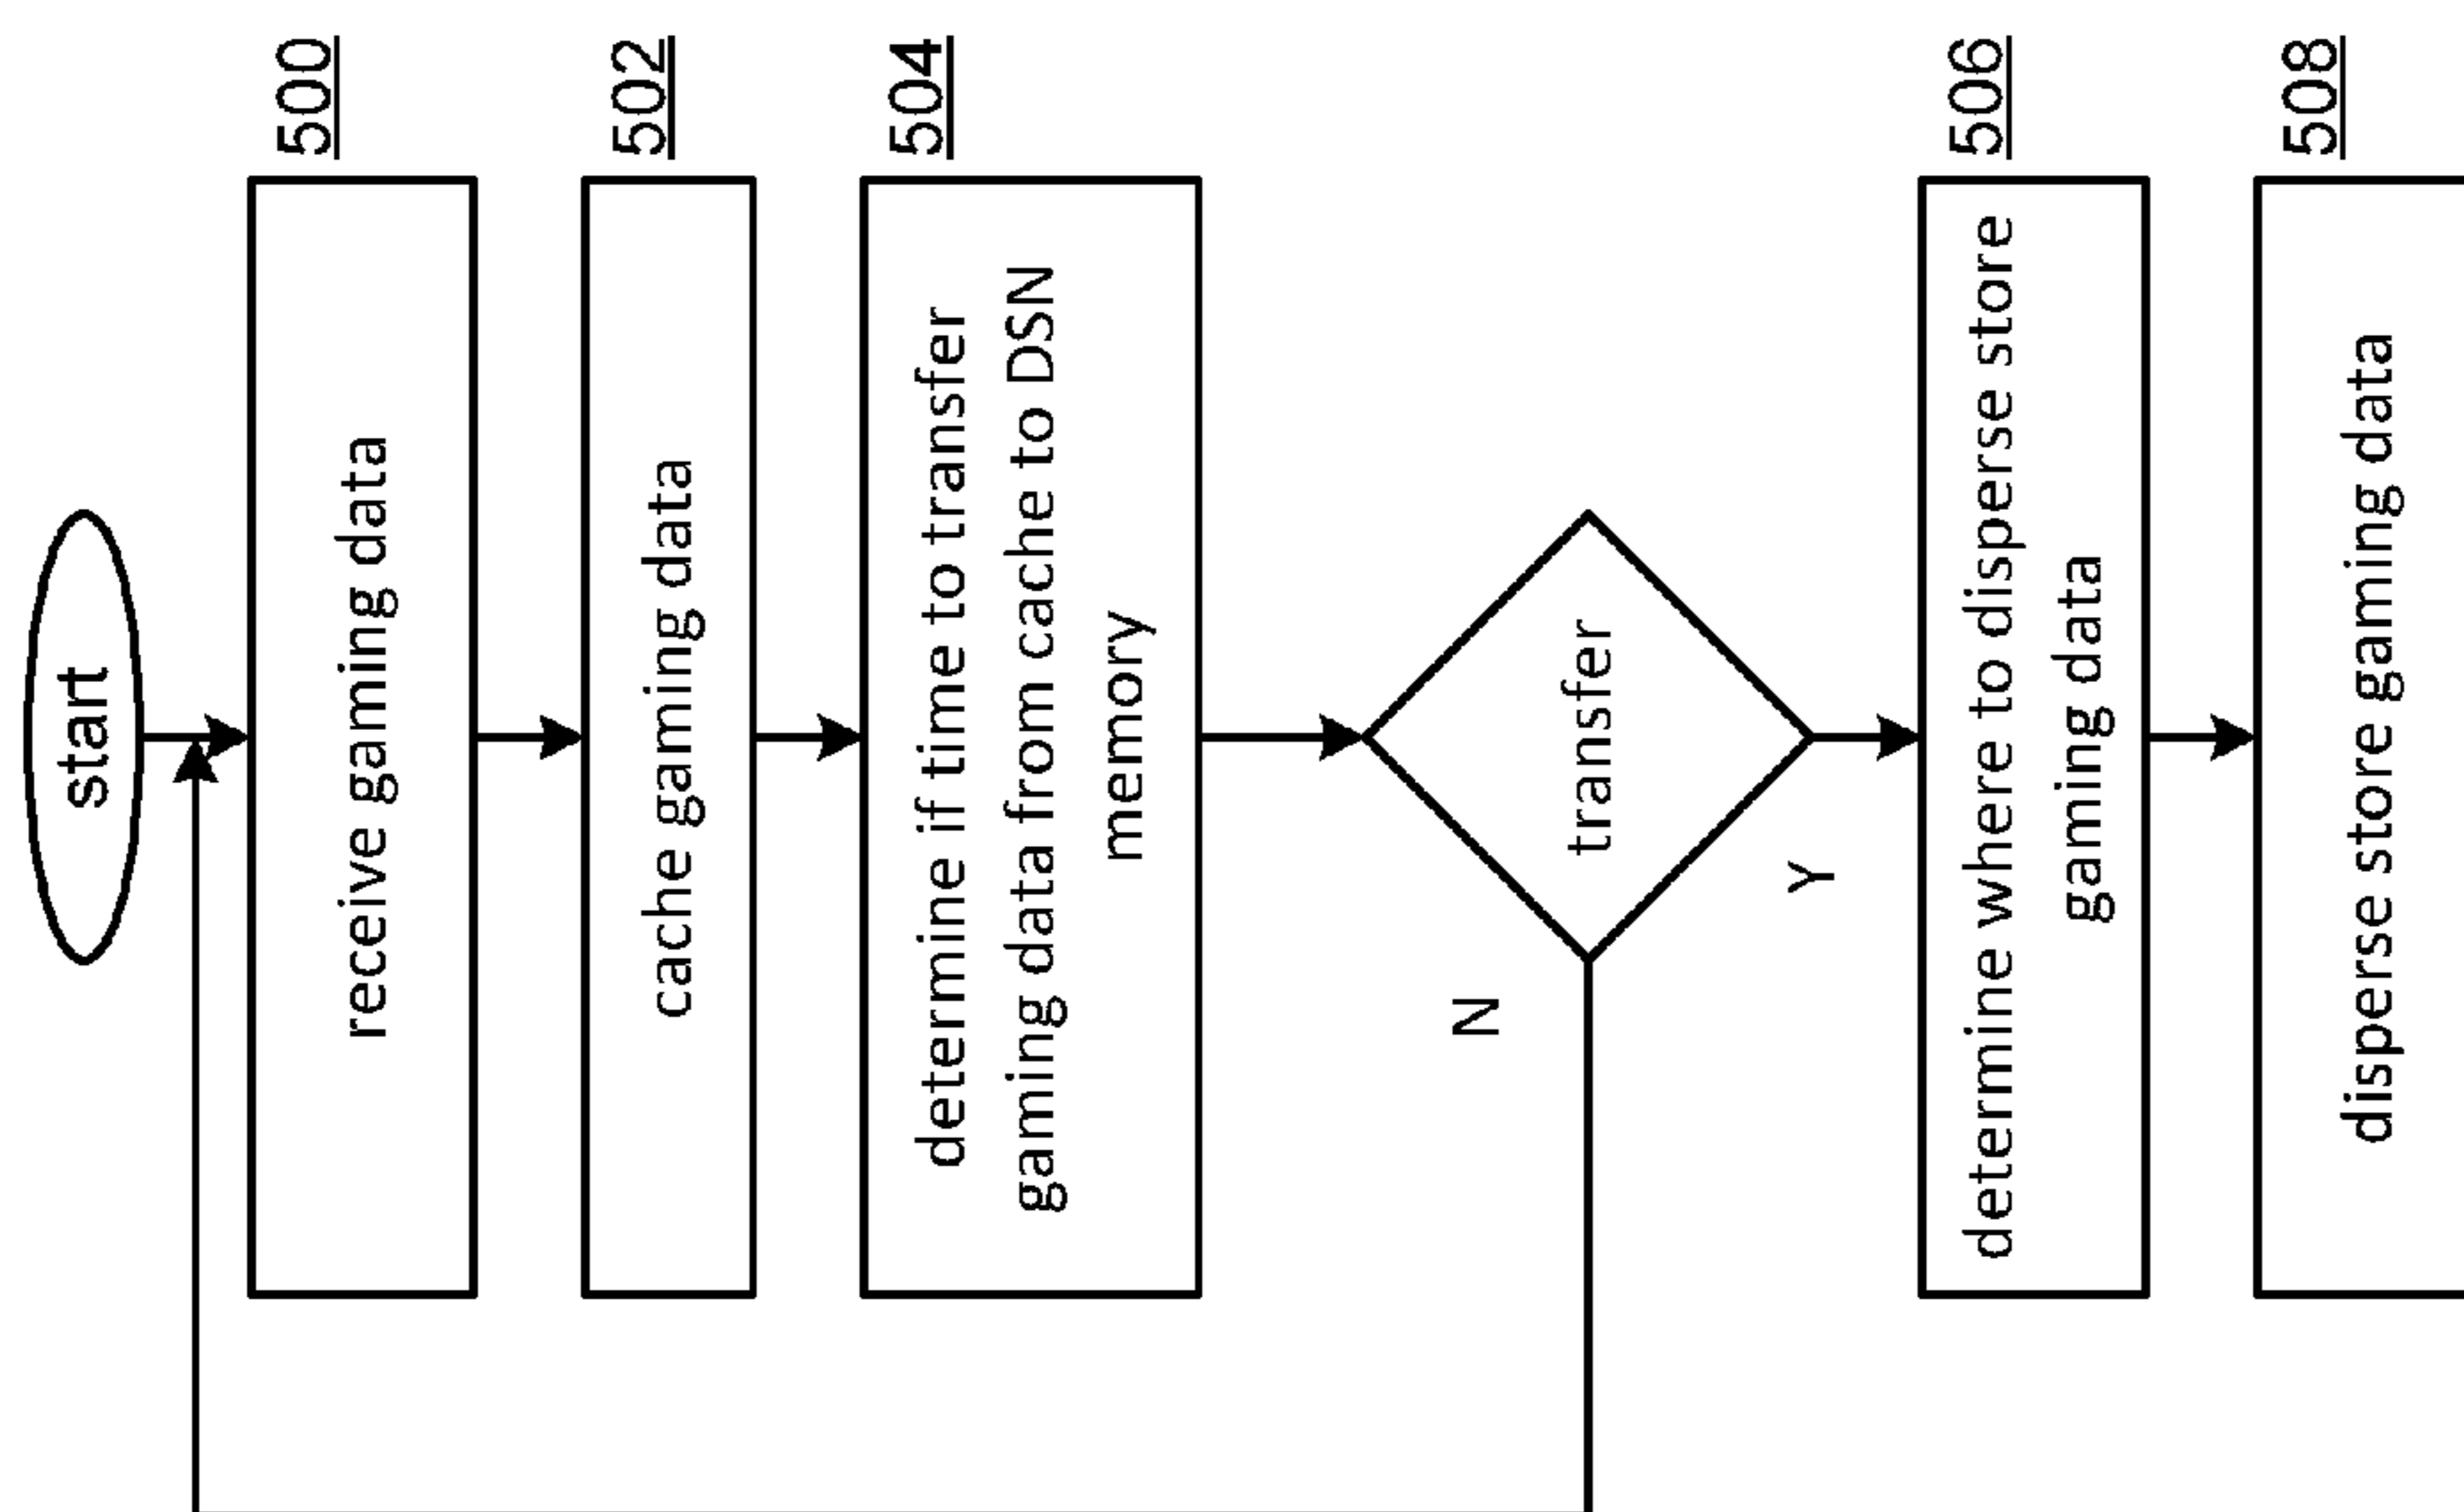 start
500
receive gaming data
502
cache gaming data
504
determine if time to transfer
gaming data from cache to DSN
memory
transfer
N
Y
506
determine where to disperse store
gaming data
508
disperse store gaming data